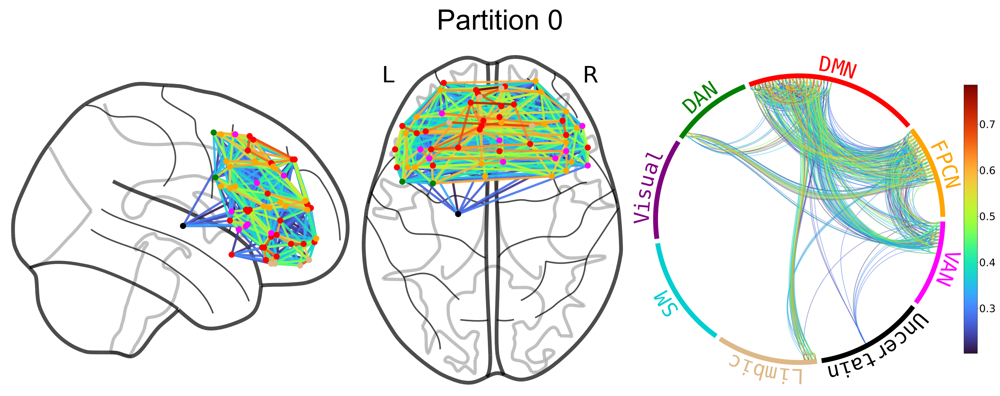 Partition 0
L
R
DMN
DAN
FPCN
Visual
VAN
SM
Uncertain
Limbic
0.7
0.6
0.5
0.4
0.3